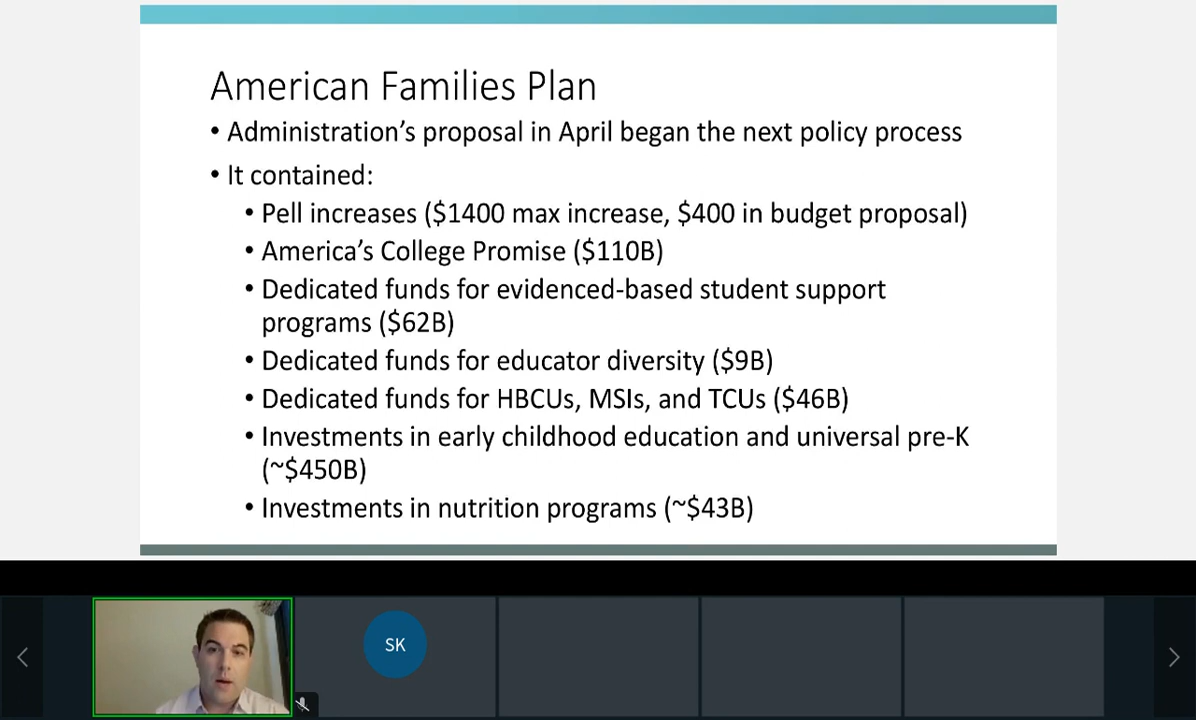 American Families Plan
• Administration's proposal in April began the next policy process
• It contained:
• Pell increases ($1400 max increase, $400 in budget proposal)
• America's College Promise ($110B)
• Dedicated funds for evidenced-based student support
programs ($62B)
• Dedicated funds for educator diversity ($9B)
• Dedicated funds for HBCUs, MSIs, and TCUs ($46B)
• Investments in early childhood education and universal pre-K
(~$450B)
• Investments in nutrition programs (~$43B)
SK